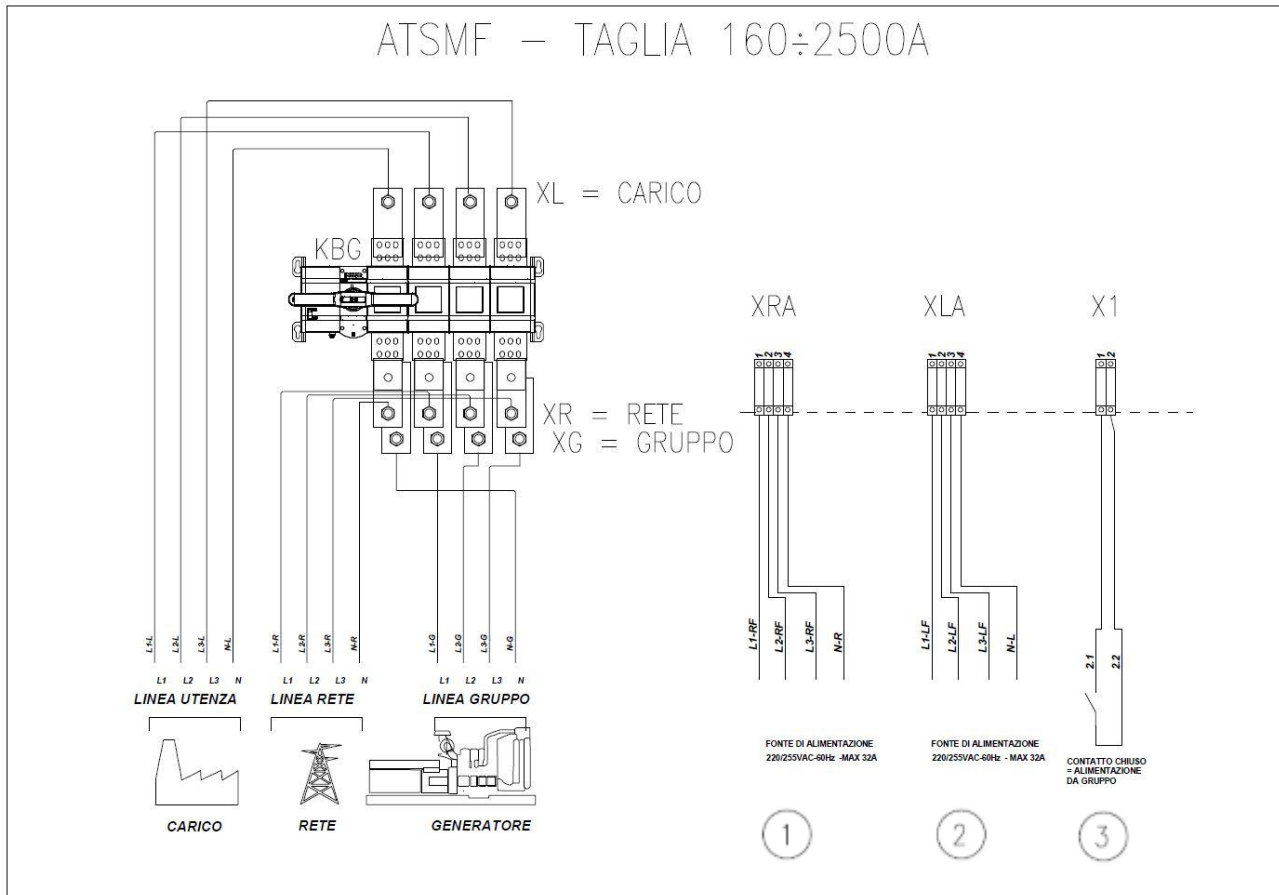 ATSMF - TAGLIA 160÷2500A
XL = CARICO
KBG
XR = RETE
XG = GRUPPO
L1-L L2-L L3-L N-L
L1-R L2-R L3-R N-R
L1-G L2-G L3-G N-G
L1 L2 L3 N
L1 L2 L3 N
L1 L2 L3 N
LINEA UTENZA
LINEA RETE
LINEA GRUPPO
CARICO
RETE
GENERATORE
XRA
1 2 3 4
L1-RF L2-RF L3-RF N-R
FONTE DI ALIMENTAZIONE
220/255VAC-60Hz -MAX 32A
1
XLA
1 2 3 4
L1-LF L2-LF L3-LF N-L
FONTE DI ALIMENTAZIONE
220/255VAC-60Hz - MAX 32A
2
X1
1 2
2.1 2.2
CONTATTO CHIUSO
= ALIMENTAZIONE
DA GRUPPO
3